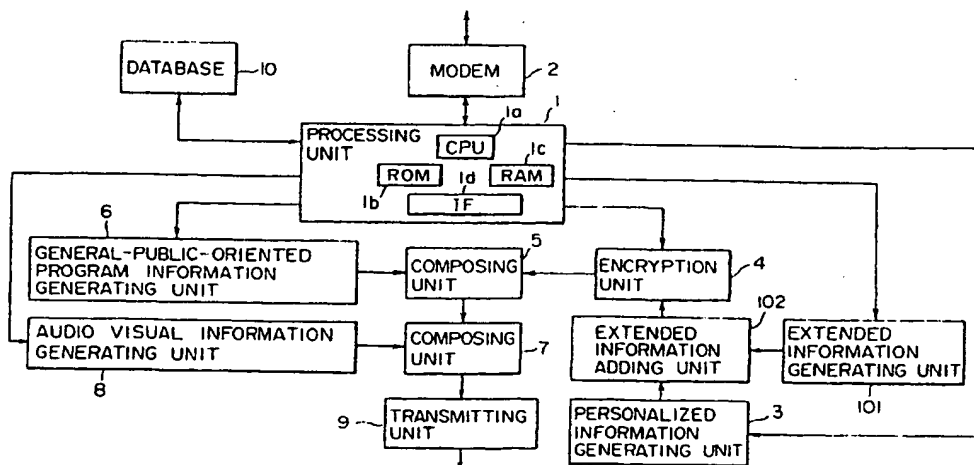 DATABASE
10
MODEM
2
1
PROCESSING
UNIT
1a
CPU
1c
ROM
1d
RAM
1b
IF
6
GENERAL-PUBLIC-ORIENTED
PROGRAM INFORMATION
GENERATING UNIT
5
COMPOSING
UNIT
ENCRYPTION
UNIT
4
102
AUDIO VISUAL INFORMATION
GENERATING UNIT
8
COMPOSING
UNIT
7
EXTENDED
INFORMATION
ADDING UNIT
EXTENDED
INFORMATION
GENERATING UNIT
101
9
TRANSMITTING
UNIT
PERSONALIZED
INFORMATION
GENERATING UNIT
3